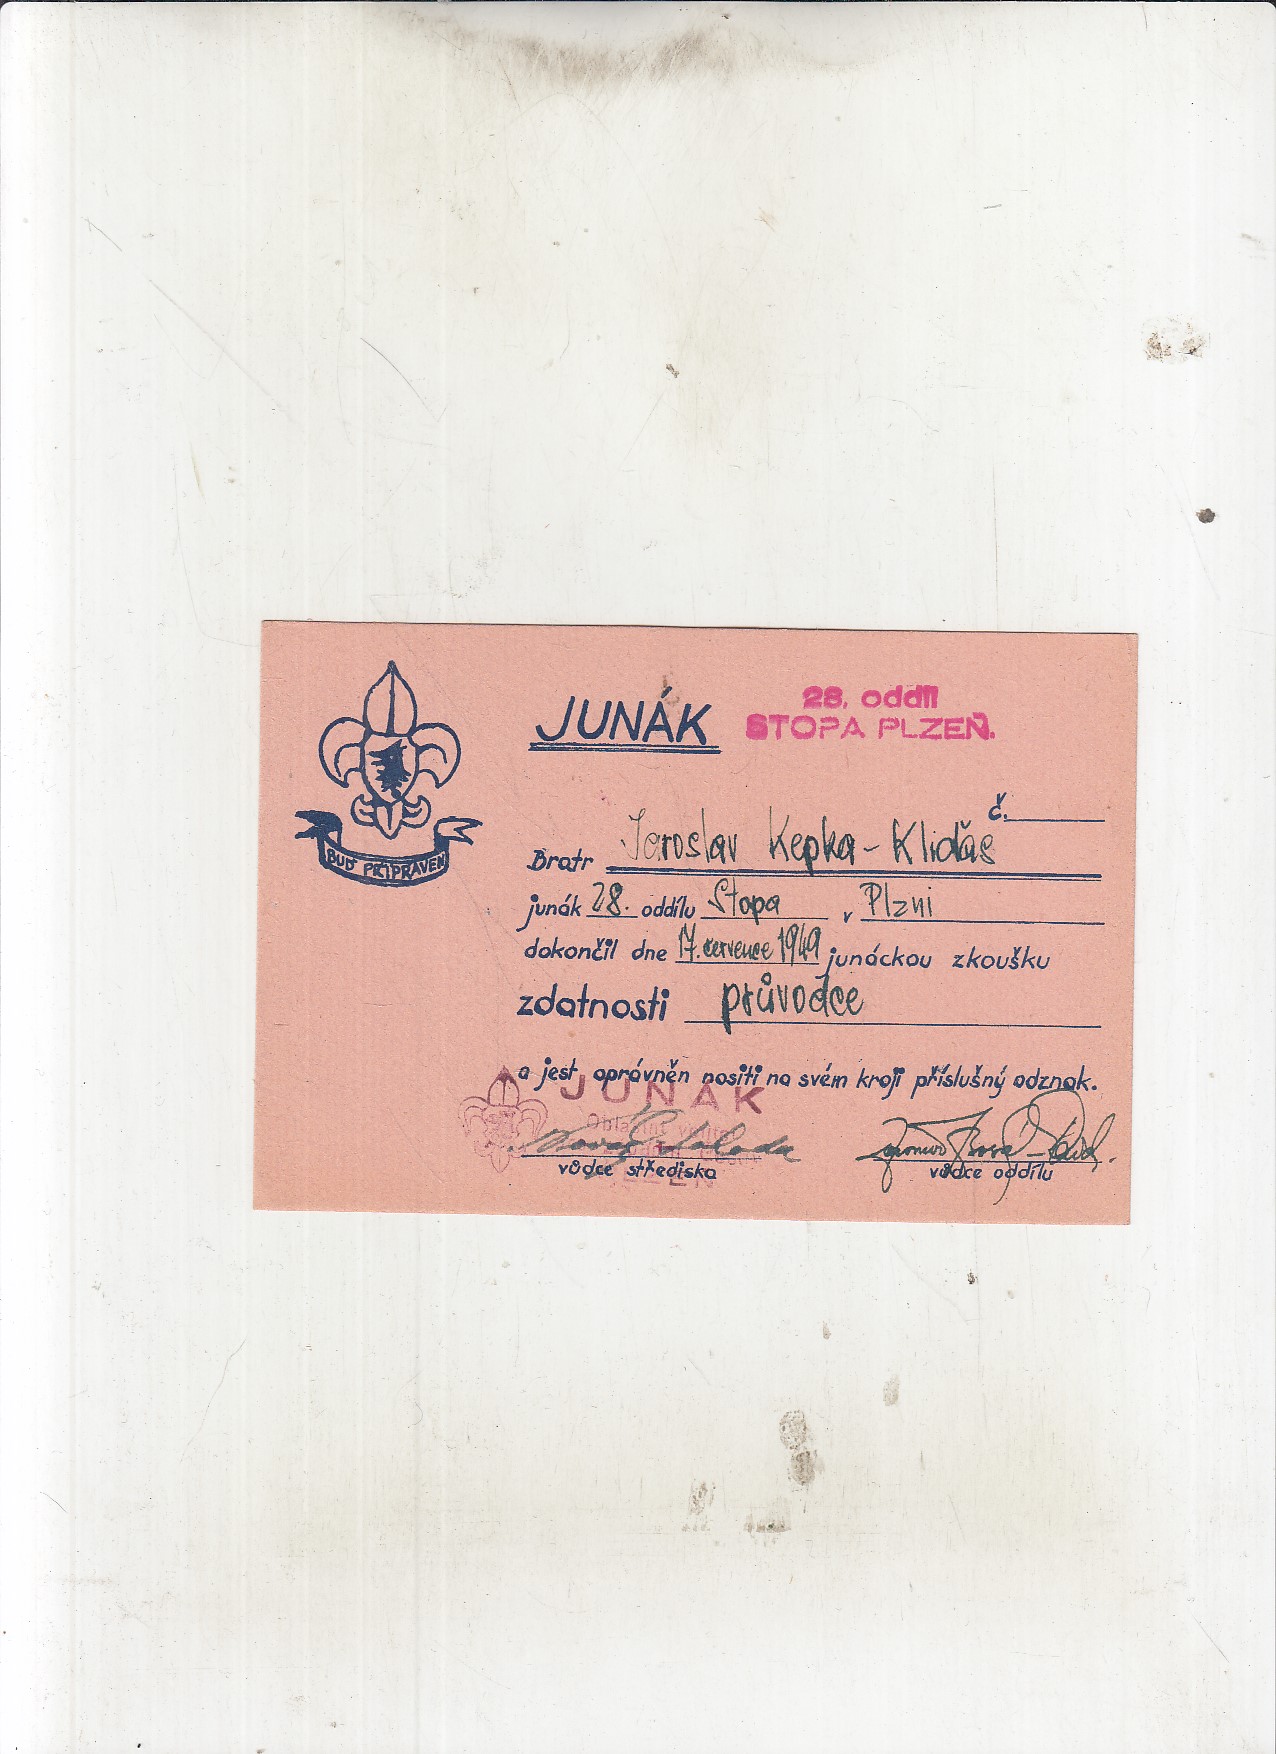 JUNÁK
28. oddíl
STOPA PLZEŇ.
BUĎ PŘIPRAVEN
č.
Bratr Jaroslav Kepka - Kliďas
junák 28. oddílu Stopa v Plzni
dokončil dne 17. července 1949 junáckou zkoušku
zdatnosti průvodce
a jest oprávněn nositi na svém kroji příslušný odznak.
JUNÁK
Oblastní
vůdce střediska
vůdce oddílu